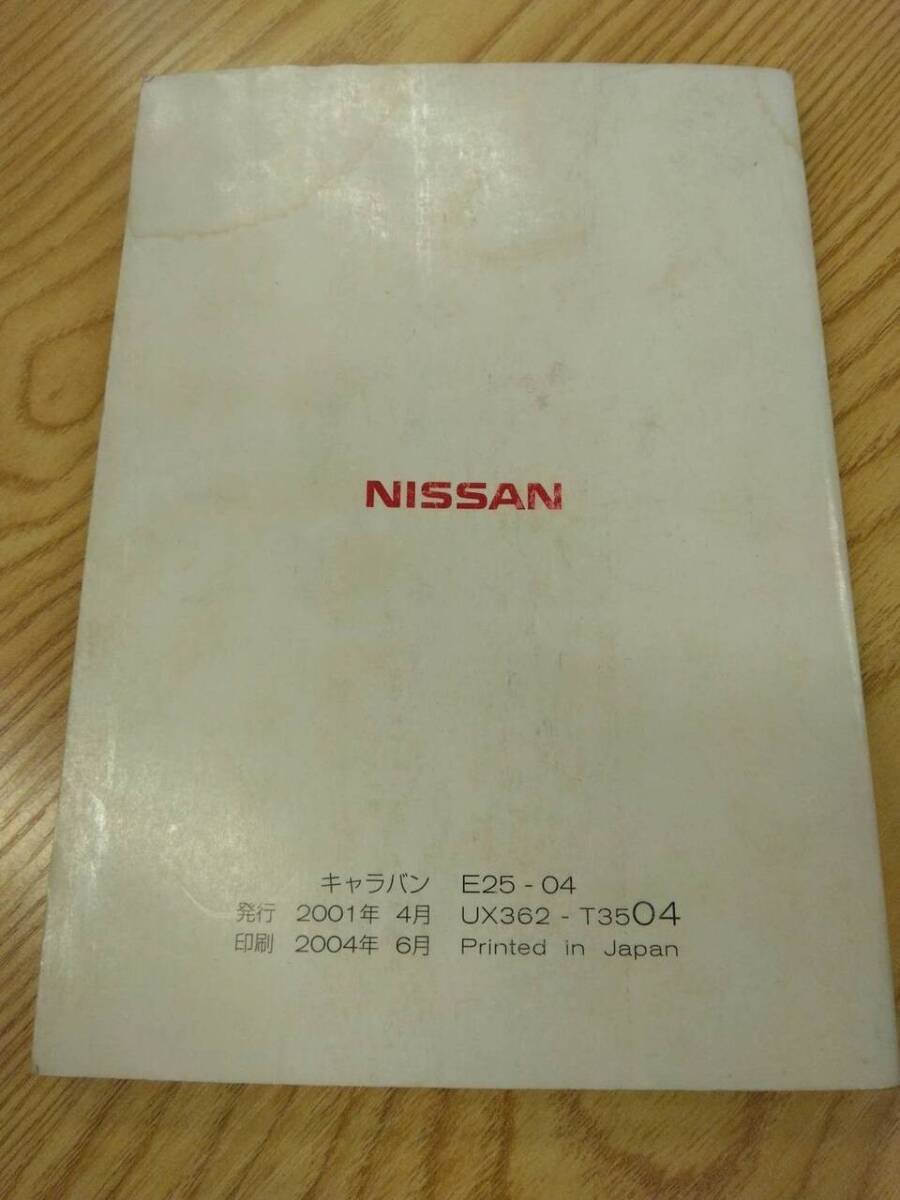 NISSAN
キャラバン E25-04
発行 2001年 4月 UX362-T3504
印刷 2004年 6月 Printed in Japan